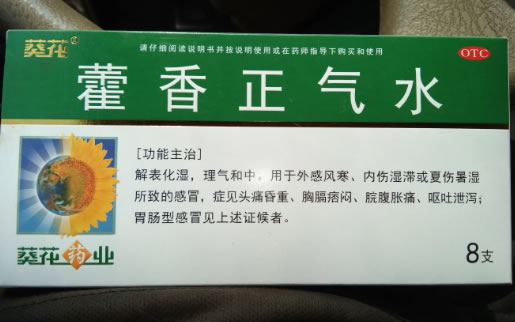 葵花
请仔细阅读说明书并按说明使用或在药师指导下购买和使用
OTC
藿香正气水
[功能主治]
解表化湿，理气和中。用于外感风寒、内伤湿滞或夏伤暑湿
所致的感冒，症见头痛昏重、胸膈痞闷、脘腹胀痛、呕吐泄泻；
胃肠型感冒见上述证候者。
葵花药业
8支